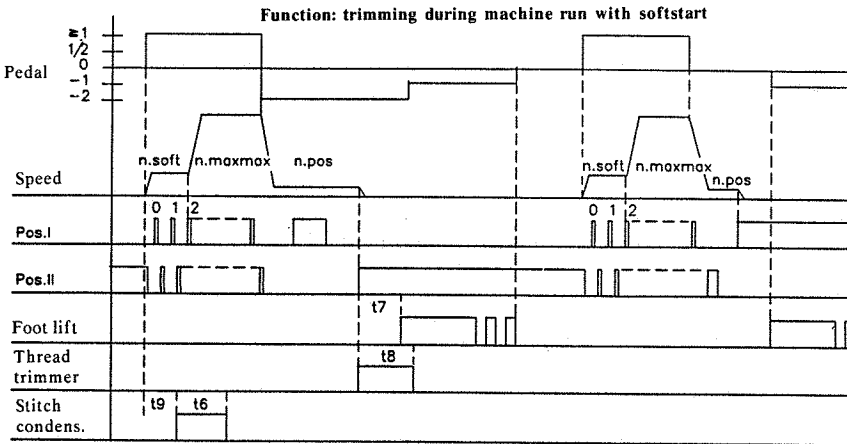 Function: trimming during machine run with softstart
≧ 1
1/2
0
Pedal
-1
-2
n.soft n.maxmax n.pos n.soft n.maxmax n.pos
Speed
0 1 2 0 1 2
Pos.I
Pos.II
t7
Foot lift
Thread trimmer
t8
Stitch condens.
t9 t6